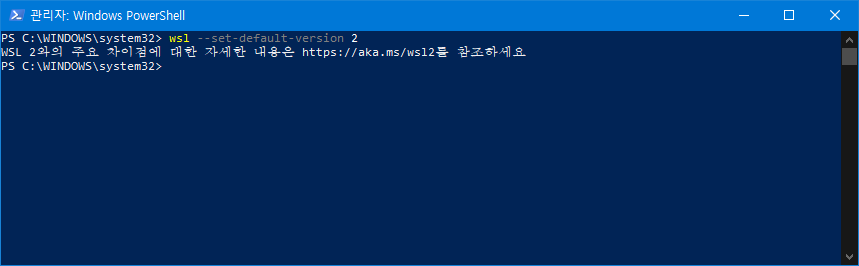 관리자: Windows PowerShell
PS C:\WINDOWS\system32> wsl --set-default-version 2
WSL 2와의 주요 차이점에 대한 자세한 내용은 https://aka.ms/wsl2를 참조하세요
PS C:\WINDOWS\system32>